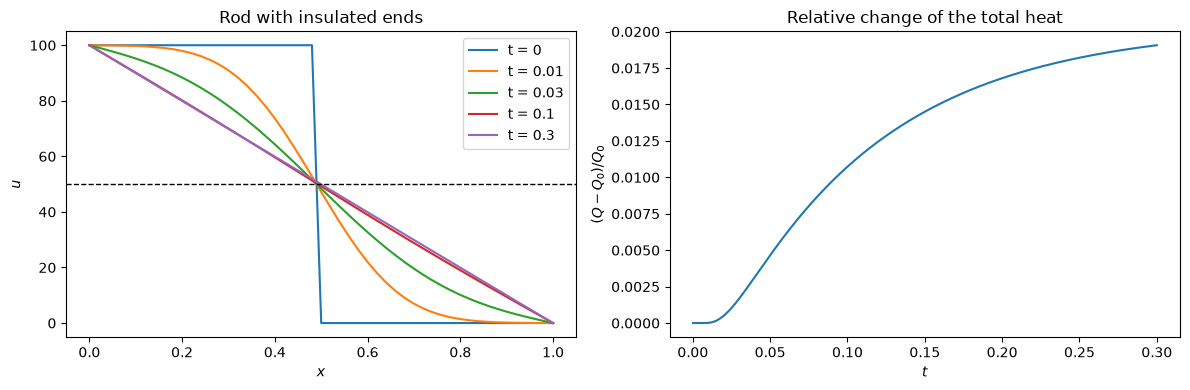 Rod with insulated ends
100
80
60
40
20
0
u
0.0 0.2 0.4 0.6 0.8 1.0
x
t = 0
t = 0.01
t = 0.03
t = 0.1
t = 0.3
Relative change of the total heat
0.0200
0.0175
0.0150
0.0125
0.0100
0.0075
0.0050
0.0025
0.0000
(Q − Q₀)/Q₀
0.00 0.05 0.10 0.15 0.20 0.25 0.30
t